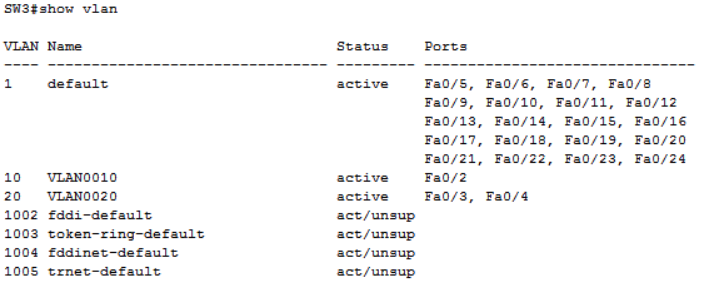 SW3#show vlan
VLAN Name                             Status    Ports
---- -------------------------------- --------- -------------------------------
1    default                          active    Fa0/5, Fa0/6, Fa0/7, Fa0/8
                                                Fa0/9, Fa0/10, Fa0/11, Fa0/12
                                                Fa0/13, Fa0/14, Fa0/15, Fa0/16
                                                Fa0/17, Fa0/18, Fa0/19, Fa0/20
                                                Fa0/21, Fa0/22, Fa0/23, Fa0/24
10   VLAN0010                         active    Fa0/2
20   VLAN0020                         active    Fa0/3, Fa0/4
1002 fddi-default                     act/unsup
1003 token-ring-default               act/unsup
1004 fddinet-default                  act/unsup
1005 trnet-default                    act/unsup